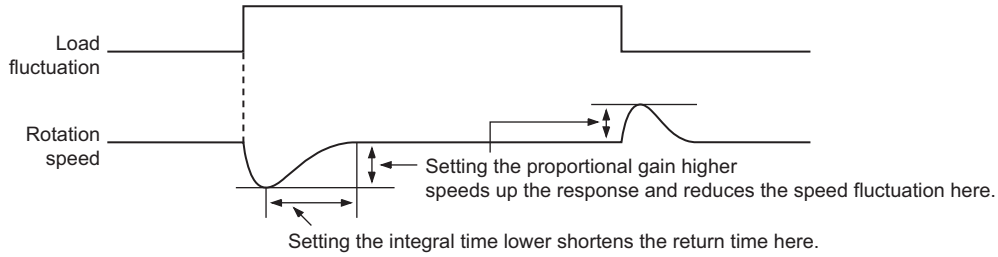 Load
fluctuation
Rotation
speed
Setting the proportional gain higher
speeds up the response and reduces the speed fluctuation here.
Setting the integral time lower shortens the return time here.